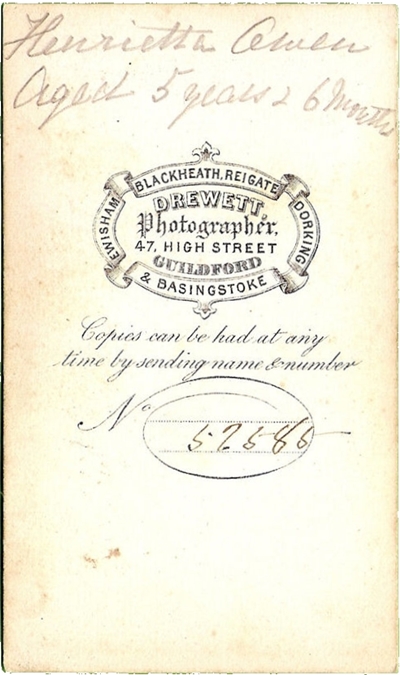 Henrietta Owen
Aged 5 years & 6 Months
BLACKHEATH, REIGATE
EWISHAM
DORKING
DREWETT,
Photographer,
47, HIGH STREET
GUILDFORD
& BASINGSTOKE
Copies can be had at any
time by sending name & number
No 52585